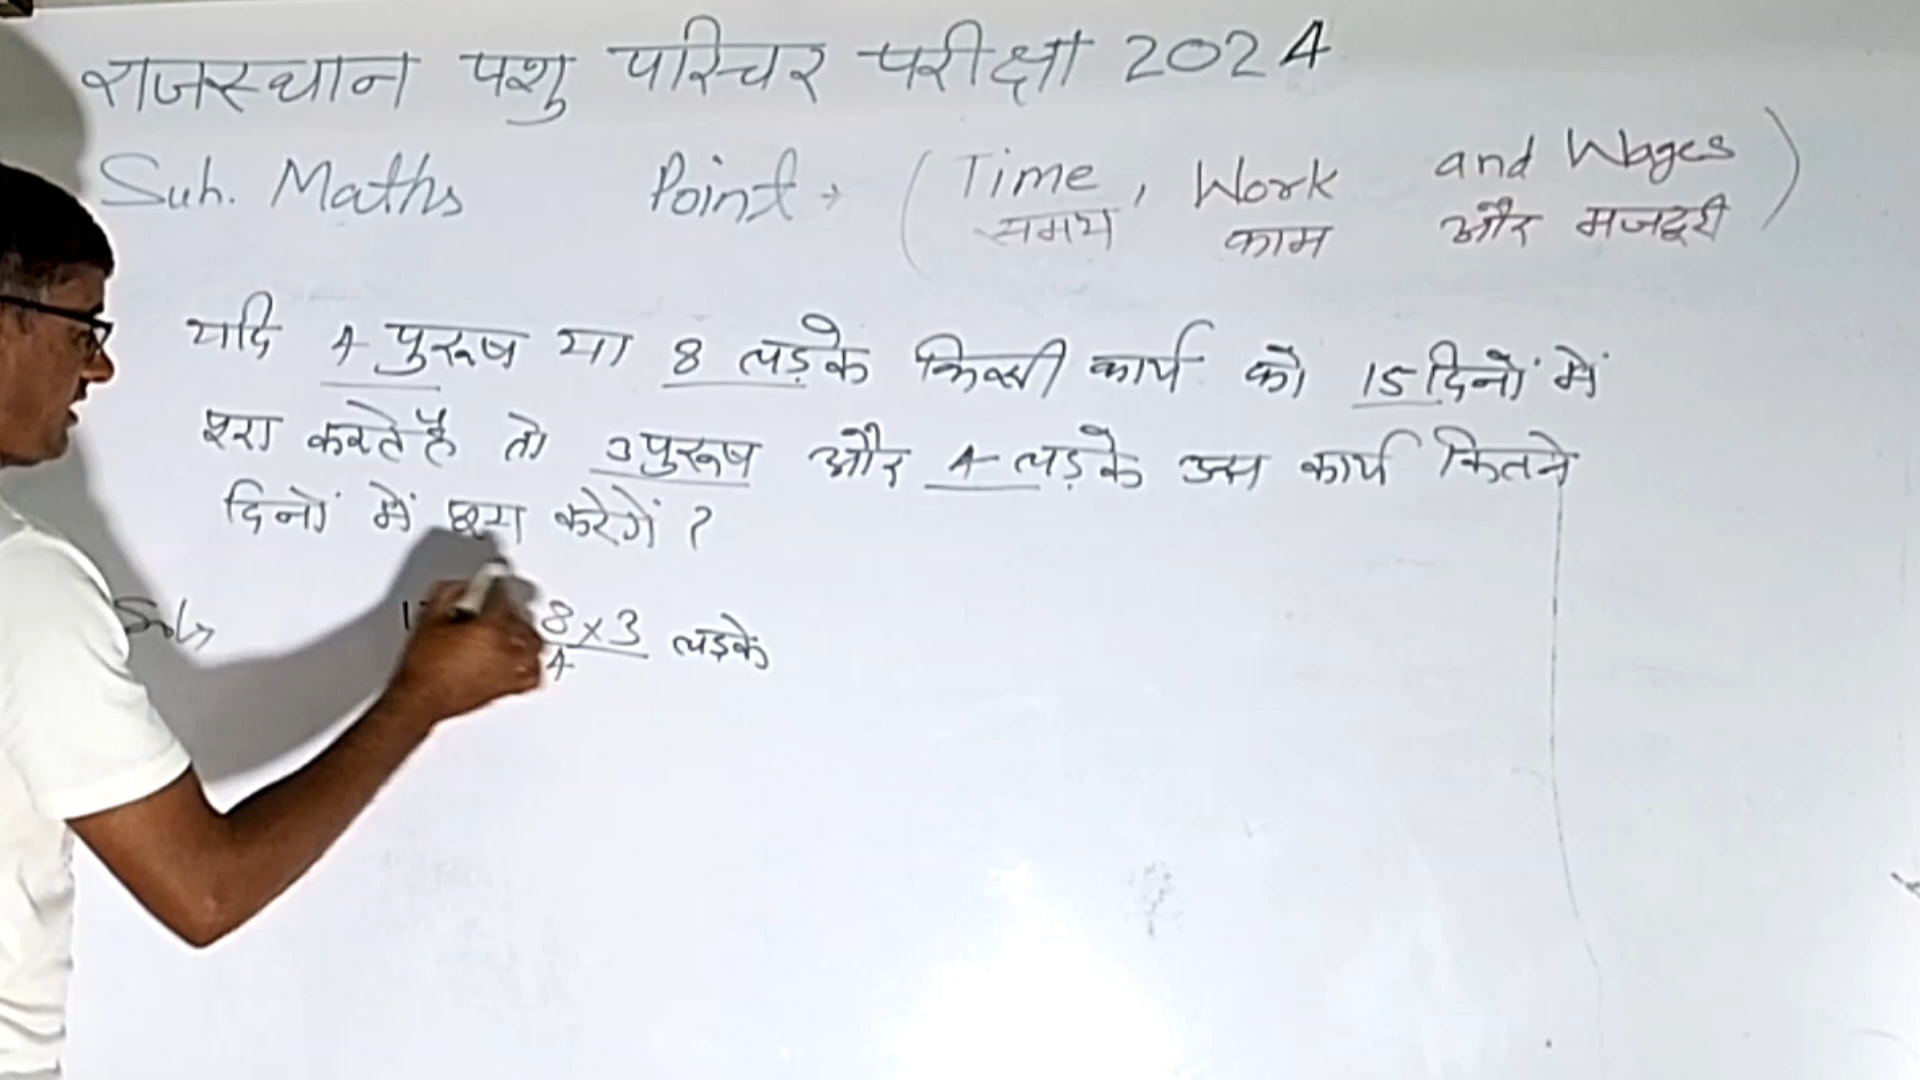 राजस्थान पशु परिचर परीक्षा 2024
Suh. Maths Point → (Time, Work and Wages)
समय काम और मजदूरी
यदि 4 पुरूष या 8 लड़के किसी कार्य को 15 दिनों में
पूरा करते है तो 3 पुरूष और 4 लड़के उस कार्य कितने
दिनों में पूरा करेगें ?
Sol→ 8 × 3 लड़के
4